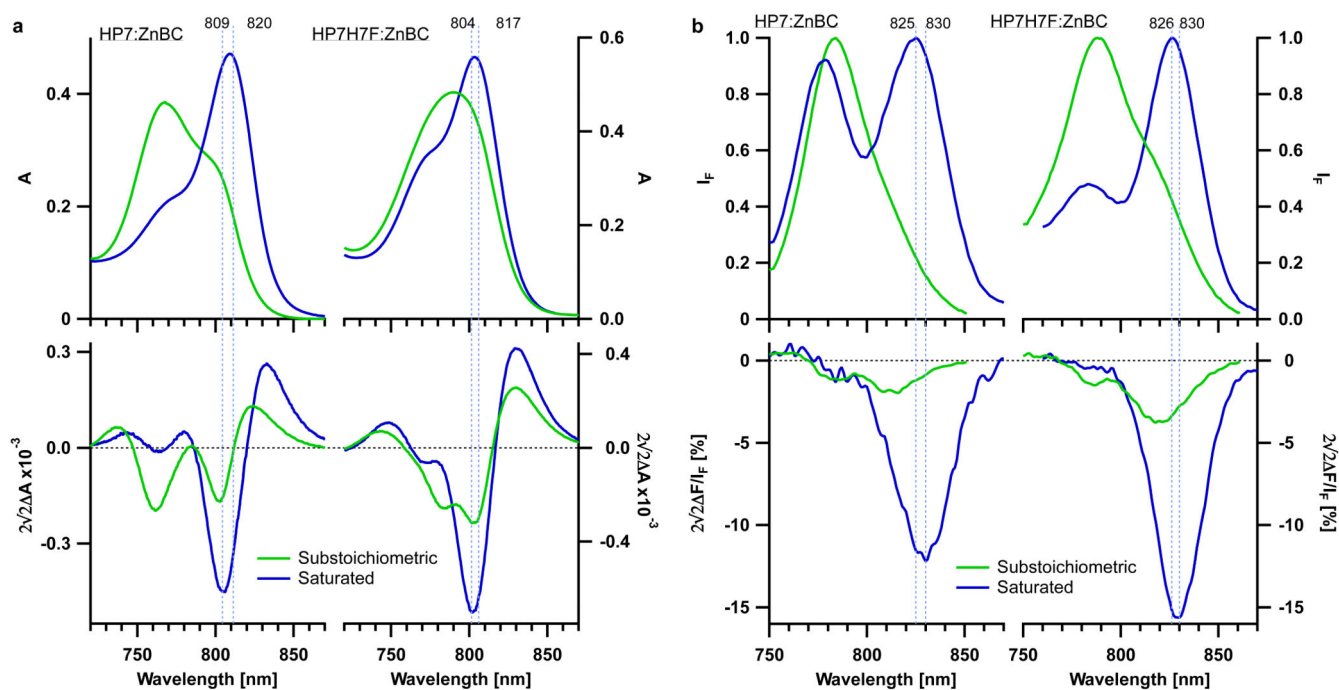 a
HP7:ZnBC
809
820
HP7H7F:ZnBC
804
817
0.6
0.4
0.4
A
A
0.2
0.2
0
0.0
0.3
0.4
2√2ΔA x10⁻³
0.0
0.0
2√2ΔA x10⁻³
-0.3
-0.4
Substoichiometric
Saturated
750
800
850
750
800
850
Wavelength [nm]
Wavelength [nm]
b
HP7:ZnBC
825
830
HP7H7F:ZnBC
826
830
1.0
1.0
0.8
0.8
0.6
0.6
I_F
I_F
0.4
0.4
0.2
0.2
0
0.0
0
0
-5
-5
2√2ΔF/I_F [%]
2√2ΔF/I_F [%]
-10
-10
Substoichiometric
Saturated
-15
-15
750
800
850
800
850
Wavelength [nm]
Wavelength [nm]